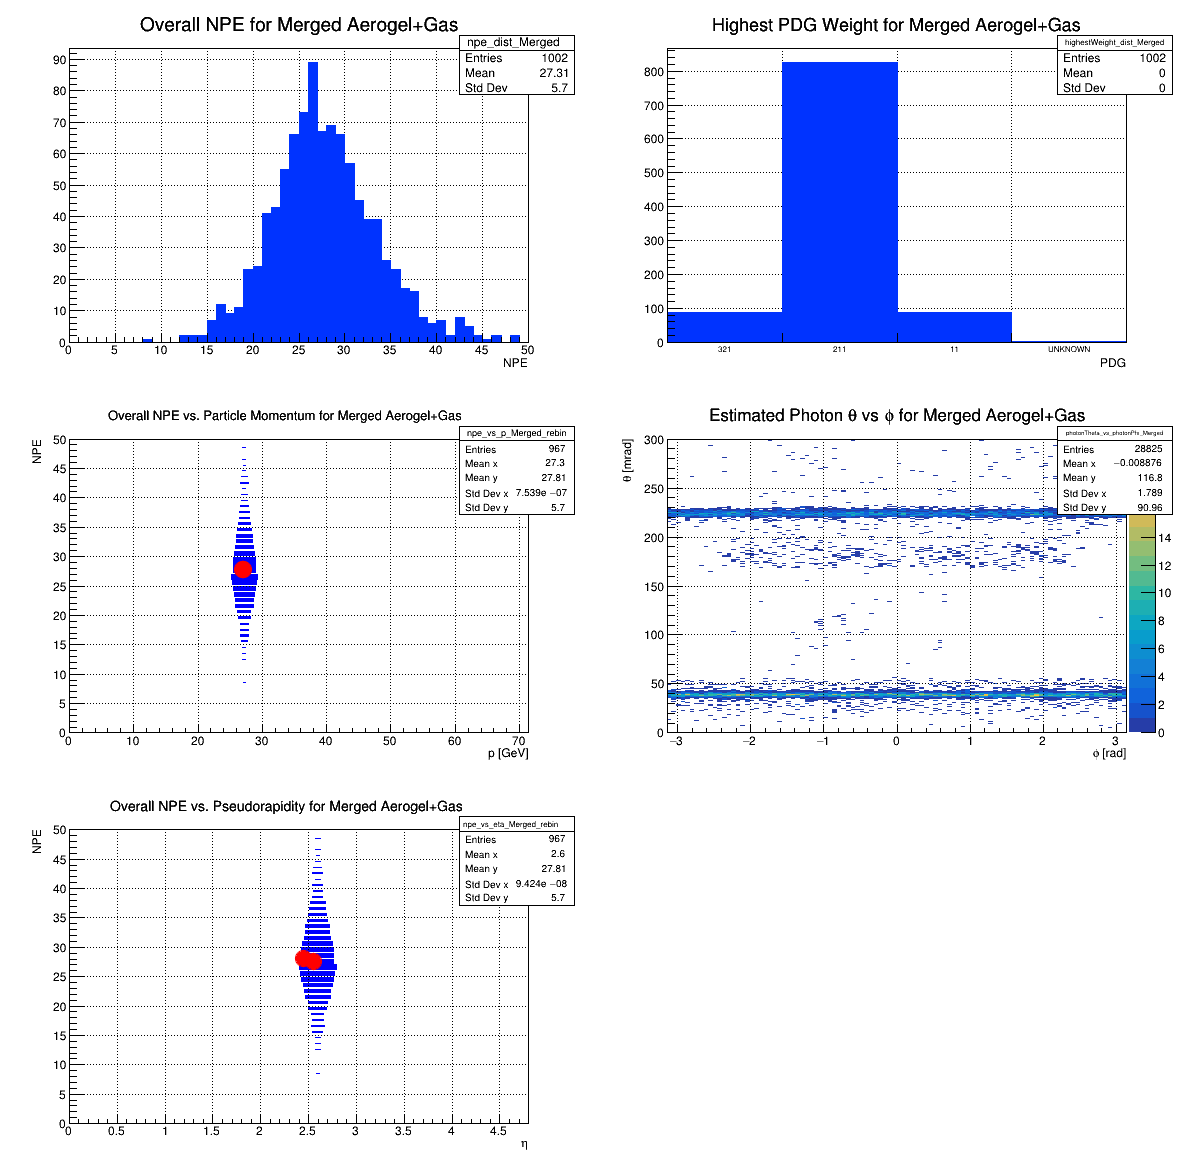 Overall NPE for Merged Aerogel+Gas
npe_dist_Merged
Entries 1002
Mean 27.31
Std Dev 5.7
90
80
70
60
50
40
30
20
10
0
0 5 10 15 20 25 30 35 40 45 50
NPE
Highest PDG Weight for Merged Aerogel+Gas
highestWeight_dist_Merged
Entries 1002
Mean 0
Std Dev 0
800
700
600
500
400
300
200
100
0
321 211 11 UNKNOWN
PDG
Overall NPE vs. Particle Momentum for Merged Aerogel+Gas
NPE
npe_vs_p_Merged_rebin
Entries 967
Mean x 27.3
Mean y 27.81
Std Dev x 7.539e −07
Std Dev y 5.7
50
45
40
35
30
25
20
15
10
5
0
0 10 20 30 40 50 60 70
p [GeV]
Estimated Photon θ vs ϕ for Merged Aerogel+Gas
θ [mrad]
photonTheta_vs_photonPhi_Merged
Entries 28825
Mean x −0.008876
Mean y 116.8
Std Dev x 1.789
Std Dev y 90.96
300
250
200
150
100
50
0
−3 −2 −1 0 1 2 3
ϕ [rad]
14
12
10
8
6
4
2
0
Overall NPE vs. Pseudorapidity for Merged Aerogel+Gas
NPE
npe_vs_eta_Merged_rebin
Entries 967
Mean x 2.6
Mean y 27.81
Std Dev x 9.424e −08
Std Dev y 5.7
50
45
40
35
30
25
20
15
10
5
0
0 0.5 1 1.5 2 2.5 3 3.5 4 4.5
η